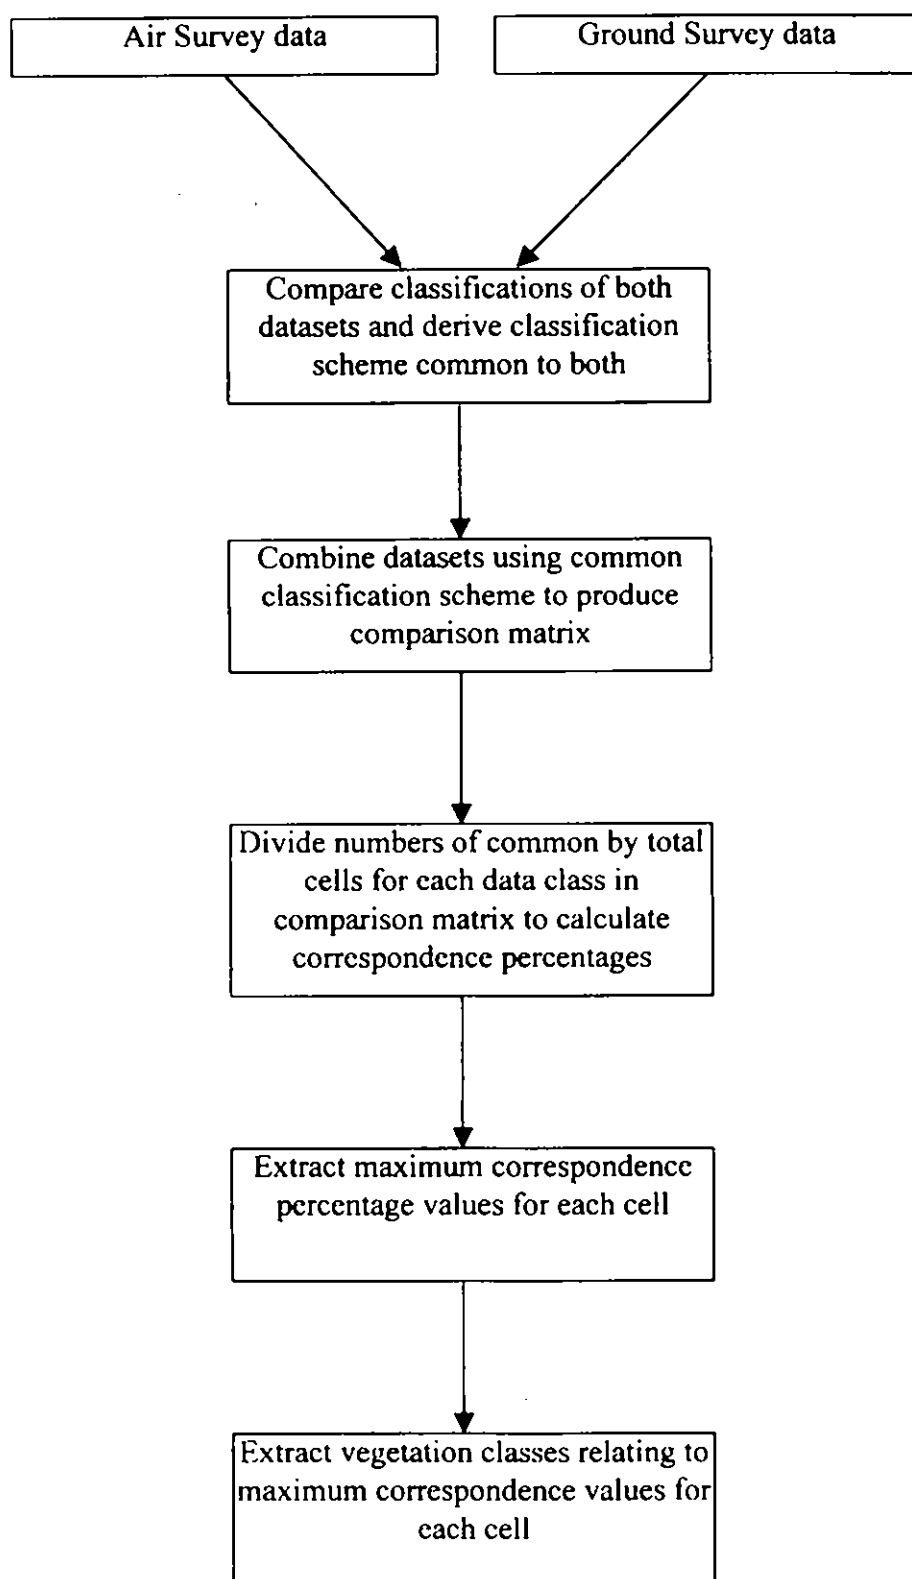 Air Survey data
Ground Survey data
Compare classifications of both
datasets and derive classification
scheme common to both
Combine datasets using common
classification scheme to produce
comparison matrix
Divide numbers of common by total
cells for each data class in
comparison matrix to calculate
correspondence percentages
Extract maximum correspondence
percentage values for each cell
Extract vegetation classes relating to
maximum correspondence values for
each cell